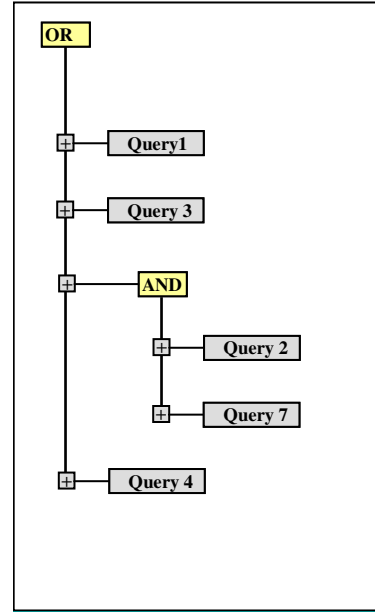 OR
+
Query1
+
Query 3
+
AND
+
Query 2
+
Query 7
+
Query 4